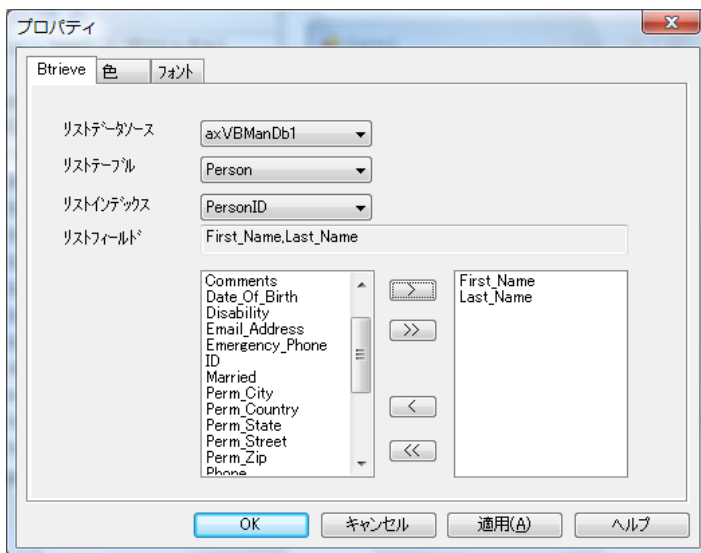 プロパティ
Btrieve 色 フォント
リストデータソース axVBManDb1
リストテーブル Person
リストインデックス PersonID
リストフィールド First_Name,Last_Name
Comments
Date_Of_Birth
Disability
Email_Address
Emergency_Phone
ID
Married
Perm_City
Perm_Country
Perm_State
Perm_Street
Perm_Zip
Phone
>
>>
<
<<
First_Name
Last_Name
OK キャンセル 適用(A) ヘルプ